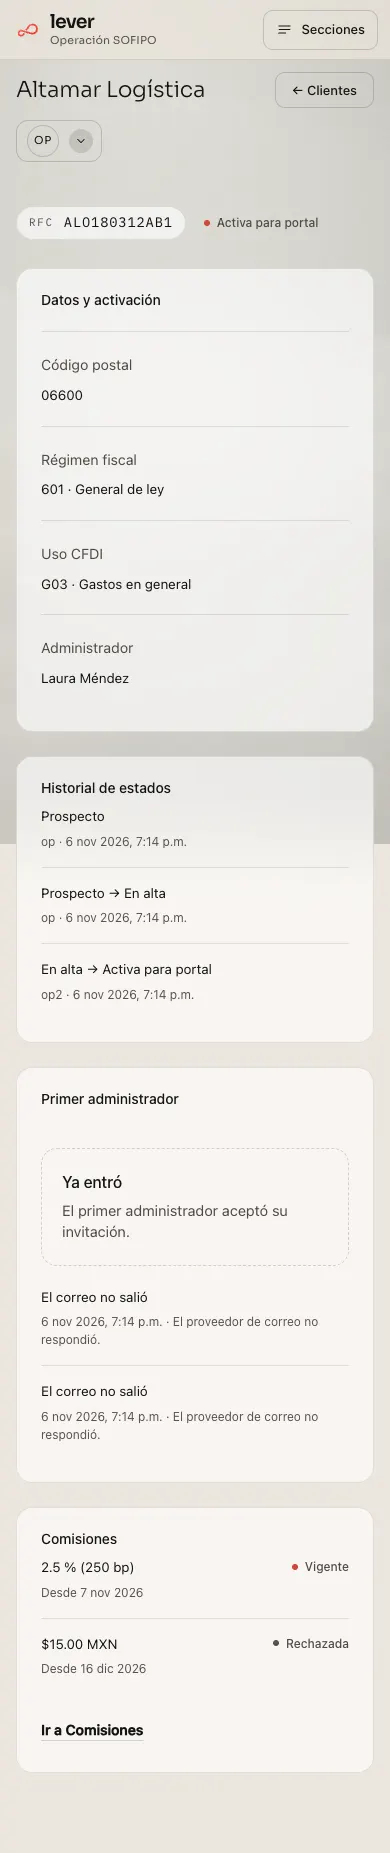 lever
Operación SOFIPO
Secciones
Altamar Logística
← Clientes
OP
RFC ALO180312AB1
Activa para portal
Datos y activación
Código postal
06600
Régimen fiscal
601 · General de ley
Uso CFDI
G03 · Gastos en general
Administrador
Laura Méndez
Historial de estados
Prospecto
op · 6 nov 2026, 7:14 p.m.
Prospecto → En alta
op · 6 nov 2026, 7:14 p.m.
En alta → Activa para portal
op2 · 6 nov 2026, 7:14 p.m.
Primer administrador
Ya entró
El primer administrador aceptó su
invitación.
El correo no salió
6 nov 2026, 7:14 p.m. · El proveedor de correo no
respondió.
El correo no salió
6 nov 2026, 7:14 p.m. · El proveedor de correo no
respondió.
Comisiones
2.5 % (250 bp)
Vigente
Desde 7 nov 2026
$15.00 MXN
Rechazada
Desde 16 dic 2026
Ir a Comisiones